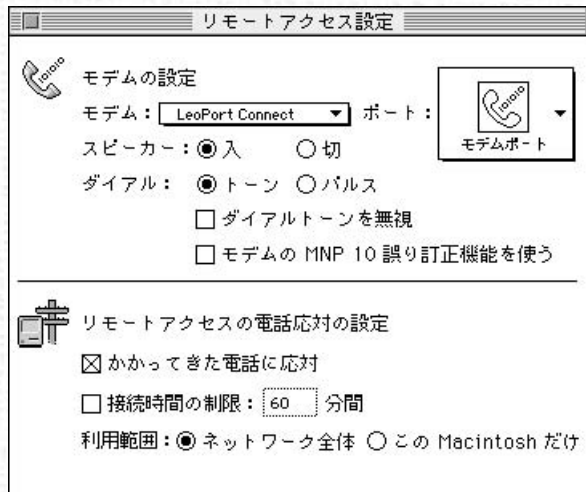 リモートアクセス設定
モデムの設定
モデム： LeoPort Connect ポート：
モデムポート
スピーカー： 入 切
ダイアル： トーン パルス
ダイアルトーンを無視
モデムの MNP 10 誤り訂正機能を使う
リモートアクセスの電話応対の設定
かかってきた電話に応対
接続時間の制限： 60 分間
利用範囲： ネットワーク全体 この Macintosh だけ